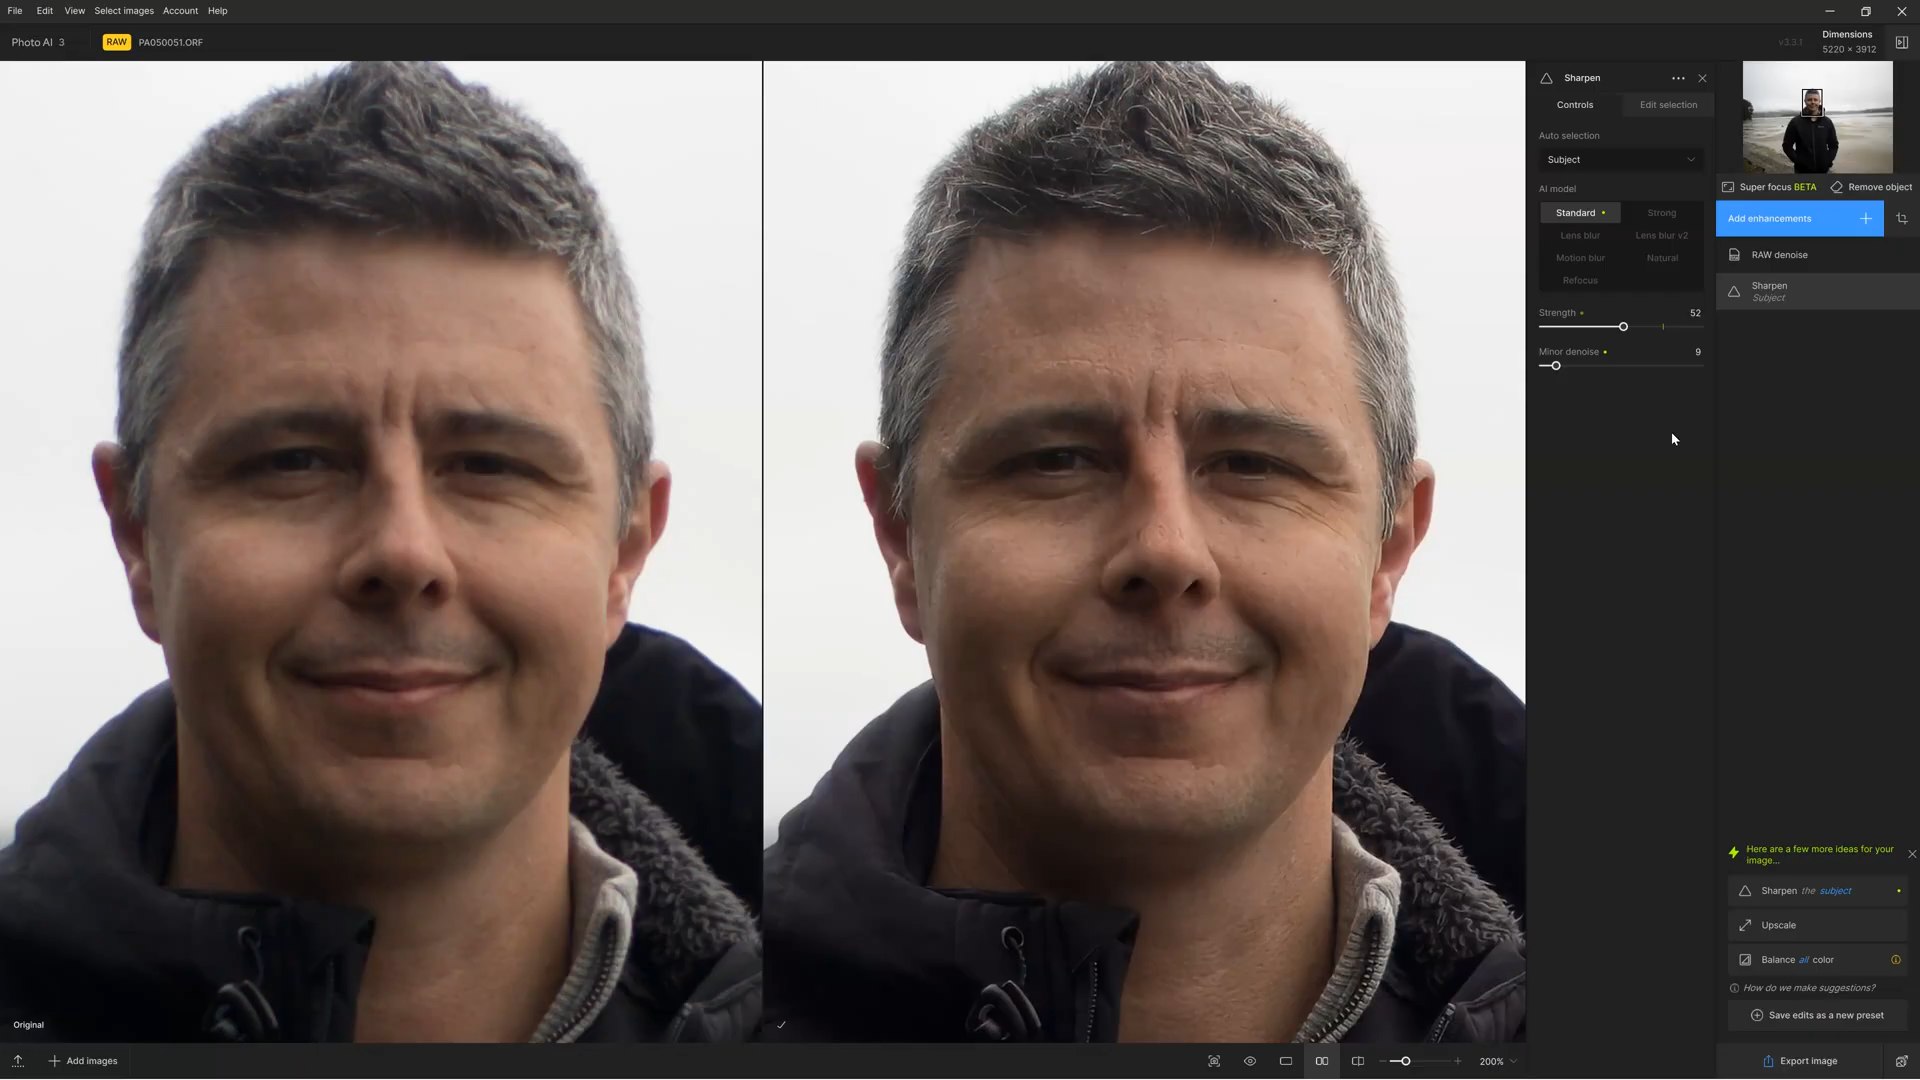 File Edit View Select images Account Help
Photo AI 3 RAW PA050051.ORF
v3.3.1
Dimensions
5220 × 3912
Sharpen
Controls Edit selection
Auto selection
Subject
AI model
Standard Strong
Lens blur Lens blur v2
Motion blur Natural
Refocus
Strength 52
Minor denoise 9
Super focus BETA Remove object
Add enhancements
RAW denoise
Sharpen
Subject
Here are a few more ideas for your
image...
Sharpen the subject
Upscale
Balance all color
How do we make suggestions?
Save edits as a new preset
Original
Add images
200%
Export image